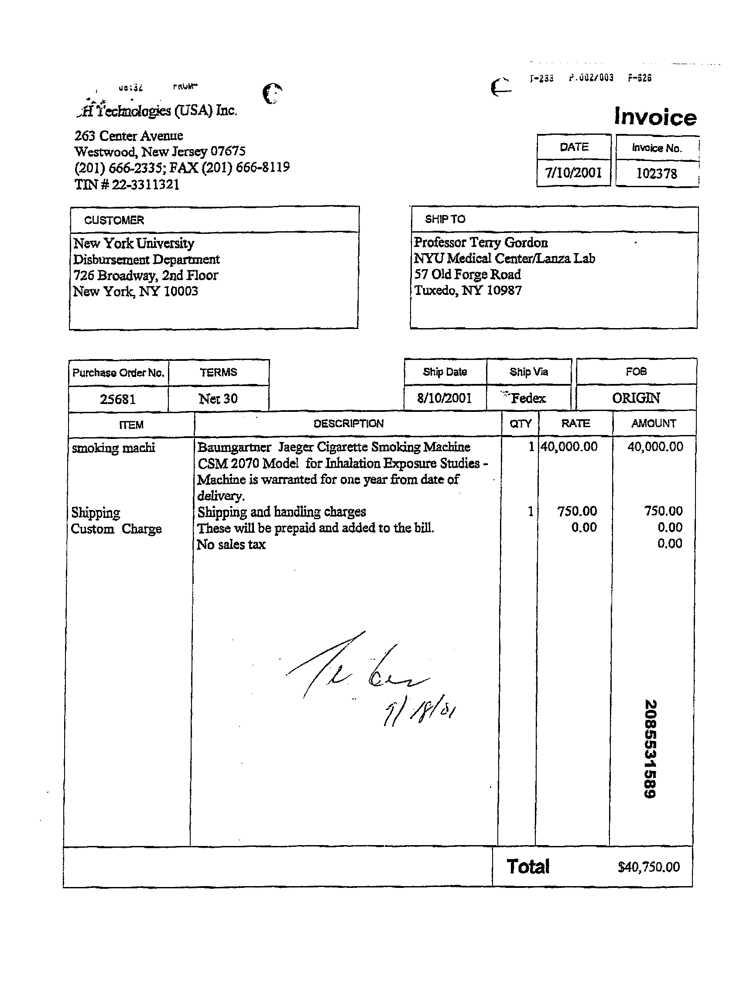 T-233 P.002/003 F-626
H Technologies (USA) Inc.
263 Center Avenue
Westwood, New Jersey 07675
(201) 666-2335; FAX (201) 666-8119
TIN # 22-3311321
Invoice
DATE Invoice No.
7/10/2001 102378
CUSTOMER
New York University
Disbursement Department
726 Broadway, 2nd Floor
New York, NY 10003
SHIP TO
Professor Terry Gordon
NYU Medical Center/Lanza Lab
57 Old Forge Road
Tuxedo, NY 10987
Purchase Order No. TERMS Ship Date Ship Via FOB
25681 Net 30 8/10/2001 Fedex ORIGIN
ITEM DESCRIPTION QTY RATE AMOUNT
smoking machi Baumgartner Jaeger Cigarette Smoking Machine 1 40,000.00 40,000.00
CSM 2070 Model for Inhalation Exposure Studies -
Machine is warranted for one year from date of
delivery.
Shipping Shipping and handling charges 1 750.00 750.00
Custom Charge These will be prepaid and added to the bill. 0.00 0.00
No sales tax 0.00
9/18/01
2085531589
Total $40,750.00